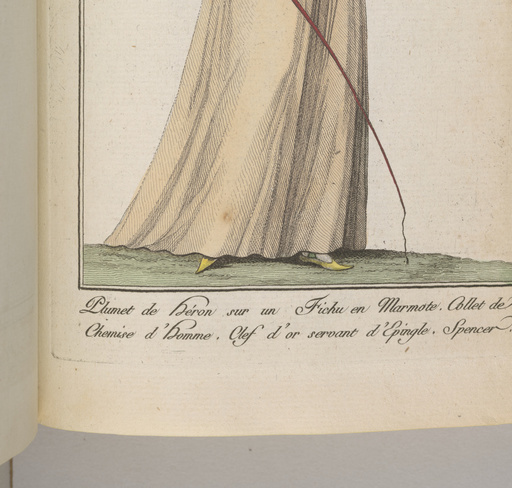 Plumet de Héron sur un Fichu en Marmote. Collet de
Chemise d'Homme. Clef d'or servant d'Epingle. Spencer.